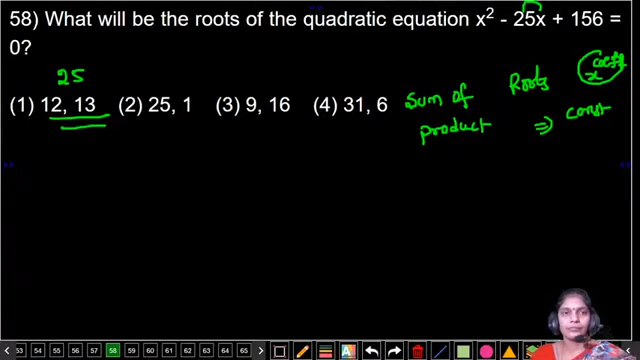 58) What will be the roots of the quadratic equation x² - 25x + 156 =
0?
25
(1) 12, 13 (2) 25, 1 (3) 9, 16 (4) 31, 6
Sum of Roots coeff x
product ⇒ const
53 54 55 56 57 58 59 60 61 62 63 64 65